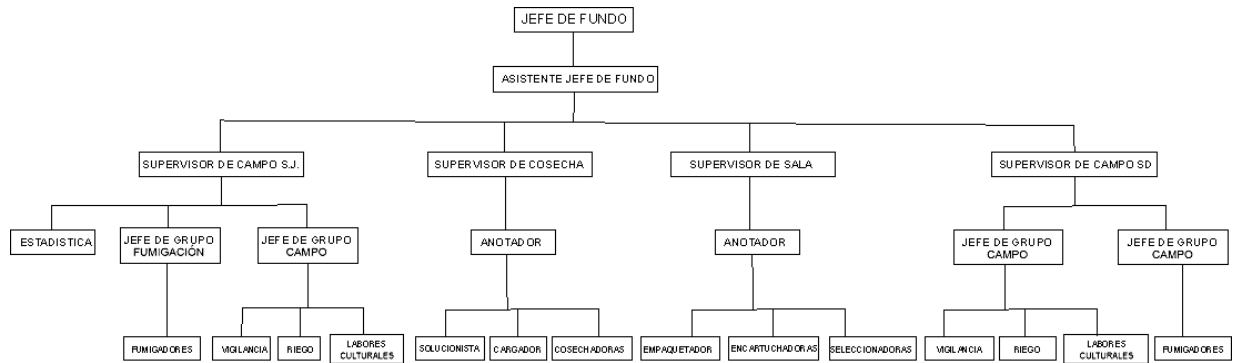 JEFE DE FUNDO
ASISTENTE JEFE DE FUNDO
SUPERVISOR DE CAMPO S.J.
SUPERVISOR DE COSECHA
SUPERVISOR DE SALA
SUPERVISOR DE CAMPO SD
ESTADISTICA
JEFE DE GRUPO
FUMIGACIÓN
JEFE DE GRUPO
CAMPO
ANOTADOR
ANOTADOR
JEFE DE GRUPO
CAMPO
JEFE DE GRUPO
CAMPO
FUMIGADORES
VIGILANCIA
RIEGO
LABORES
CULTURALES
SOLUCIONISTA
CARGADOR
COSECHADORAS
EMPAQUETADOR
ENCARTUCHADORAS
SELECCIONADORAS
VIGILANCIA
RIEGO
LABORES
CULTURALES
FUMIGADORES